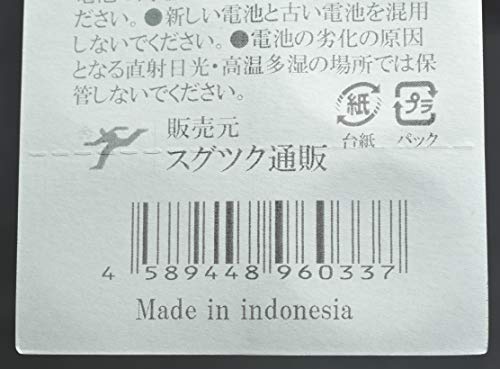 ださい。●新しい電池と古い電池を混用
しないでください。●電池の劣化の原因
となる直射日光・高温多湿の場所では保
管しないでください。
紙
プラ
台紙 パック
販売元
スグツク通販
4 589448 960337
Made in indonesia